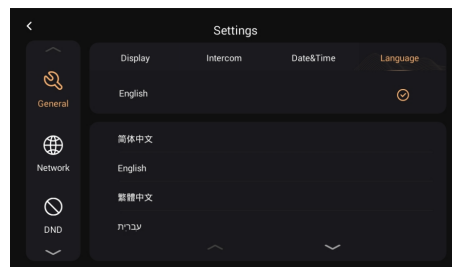 Settings
Display Intercom Date&Time Language
English
General
简体中文
Network
English
繁體中文
DND
עברית